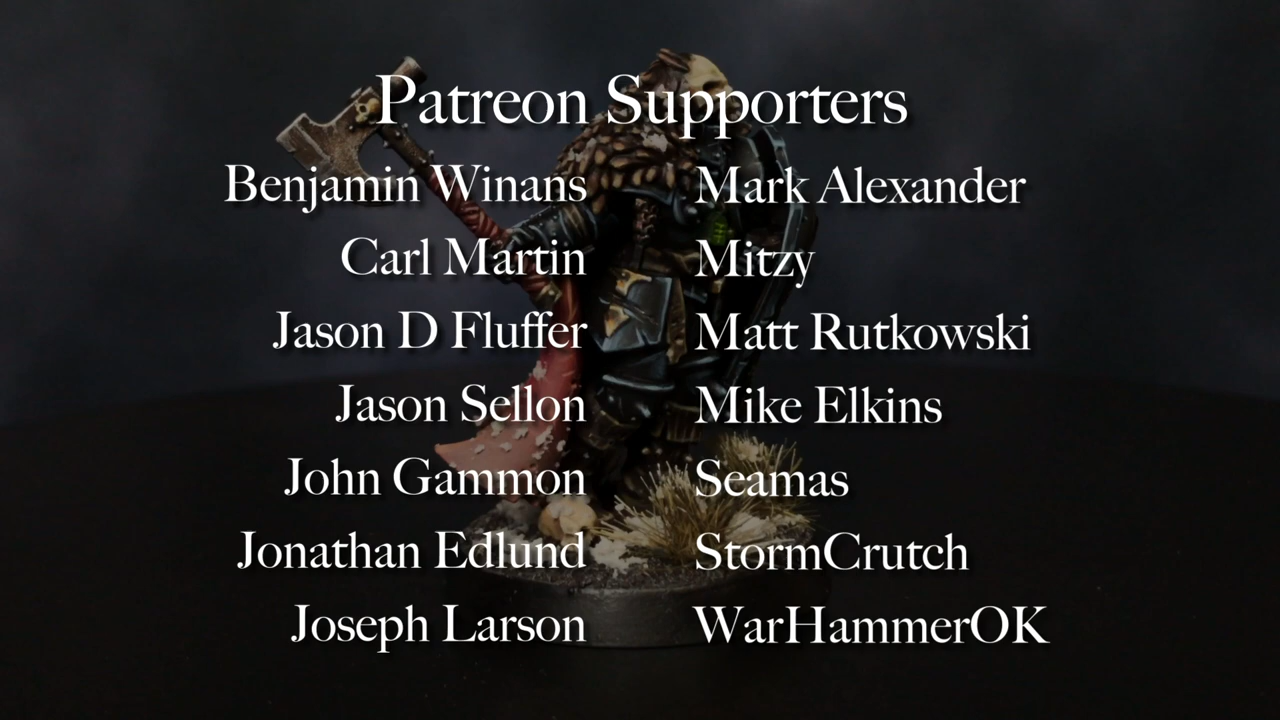 Patreon Supporters
Benjamin Winans
Carl Martin
Jason D Fluffer
Jason Sellon
John Gammon
Jonathan Edlund
Joseph Larson
Mark Alexander
Mitzy
Matt Rutkowski
Mike Elkins
Seamas
StormCrutch
WarHammerOK